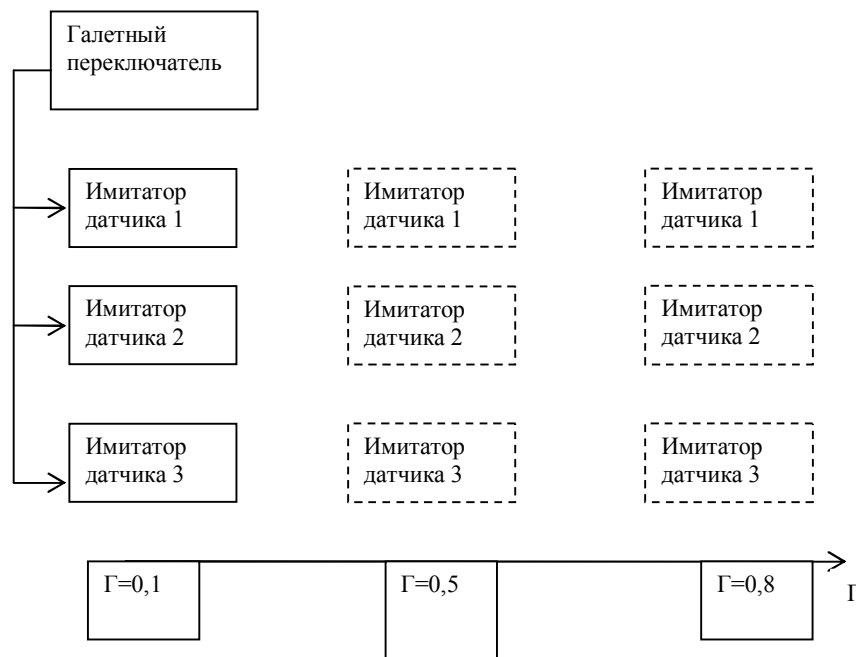 Галетный
переключатель
Имитатор
датчика 1
Имитатор
датчика 1
Имитатор
датчика 1
Имитатор
датчика 2
Имитатор
датчика 2
Имитатор
датчика 2
Имитатор
датчика 3
Имитатор
датчика 3
Имитатор
датчика 3
Г=0,1
Г=0,5
Г=0,8
Г